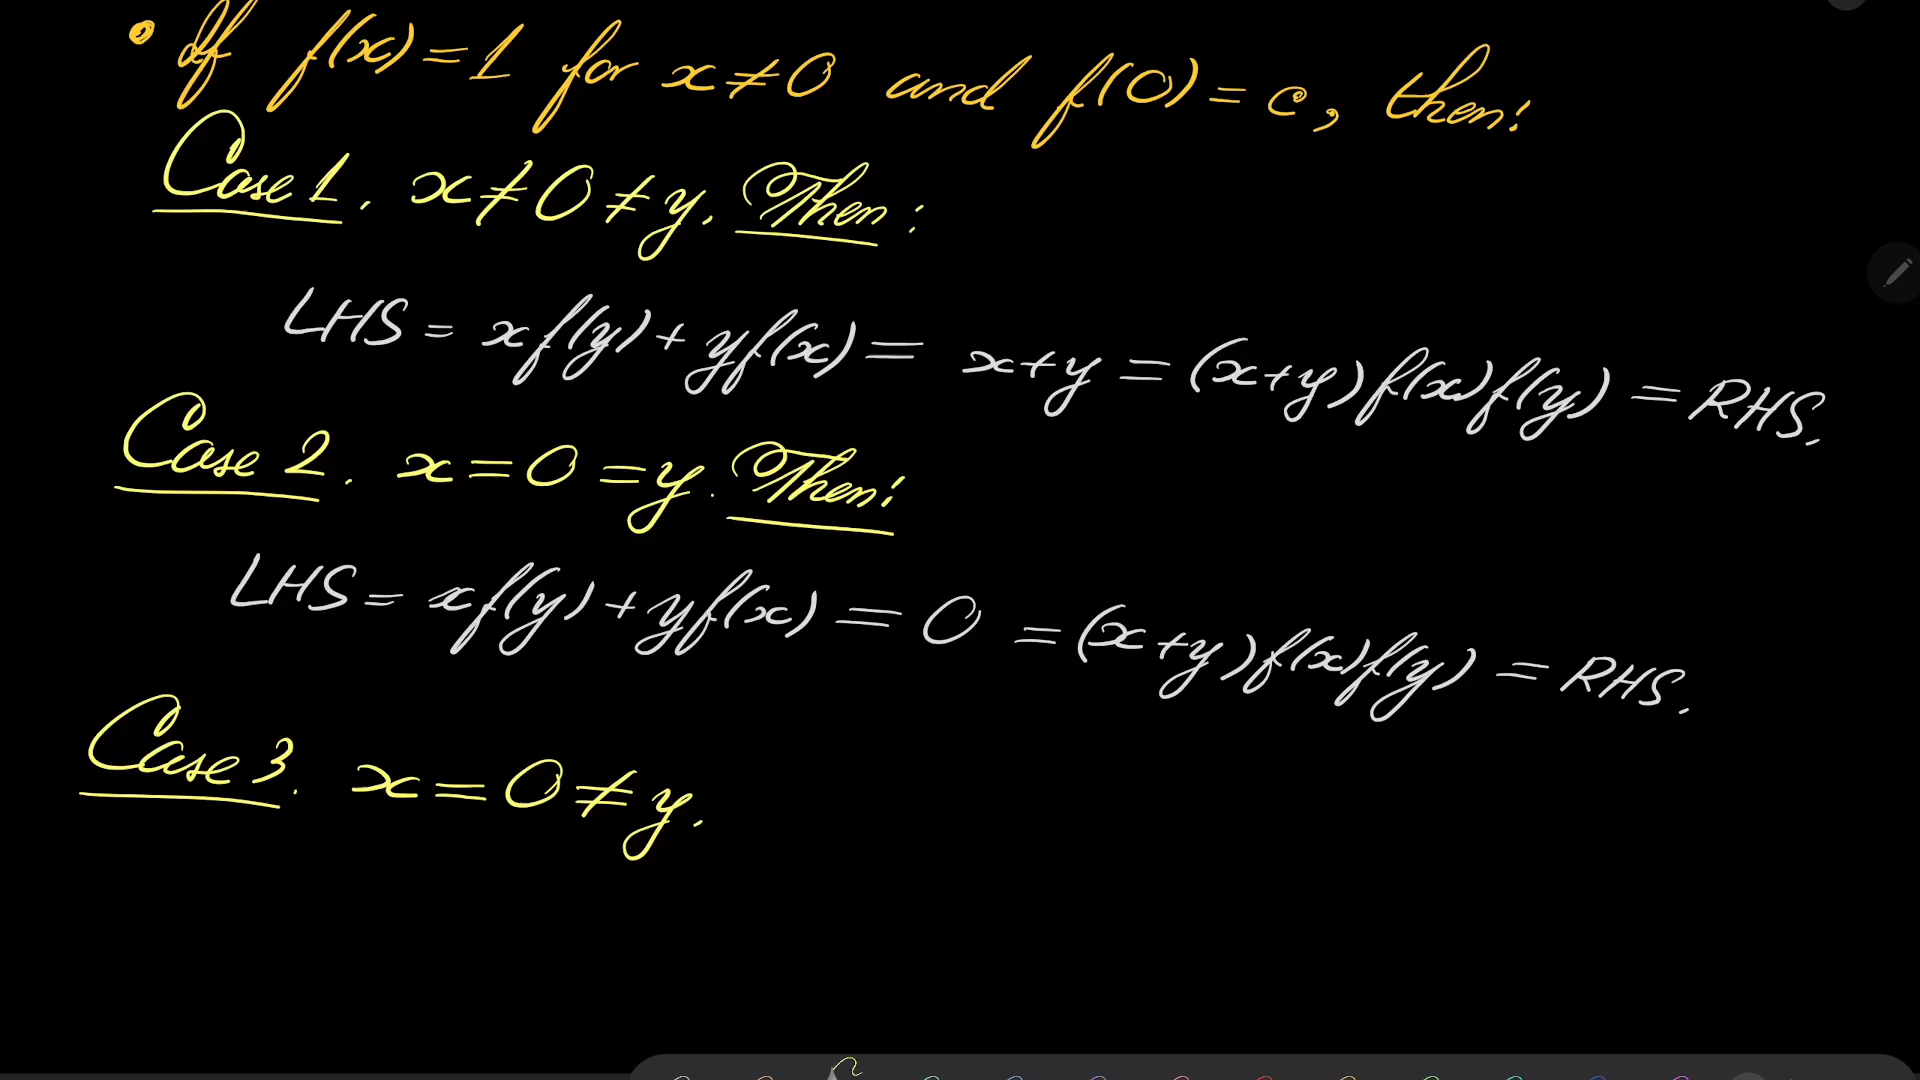 • If f(x) = 1 for x ≠ 0 and f(0) = c, then:
Case 1. x ≠ 0 ≠ y. Then:
LHS = xf(y) + yf(x) = x+y = (x+y)f(x)f(y) = RHS.
Case 2. x = 0 = y. Then:
LHS = xf(y) + yf(x) = 0 = (x+y)f(x)f(y) = RHS.
Case 3. x = 0 ≠ y.